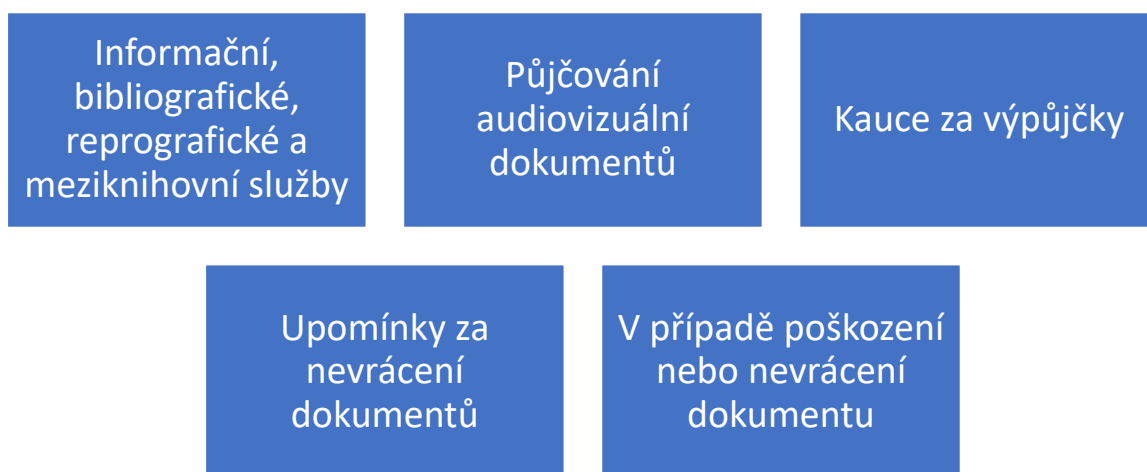 Informační,
bibliografické,
reprografické a
meziknihovní služby
Půjčování
audiovizuální
dokumentů
Kauce za výpůjčky
Upomínky za
nevrácení
dokumentů
V případě poškození
nebo nevrácení
dokumentu